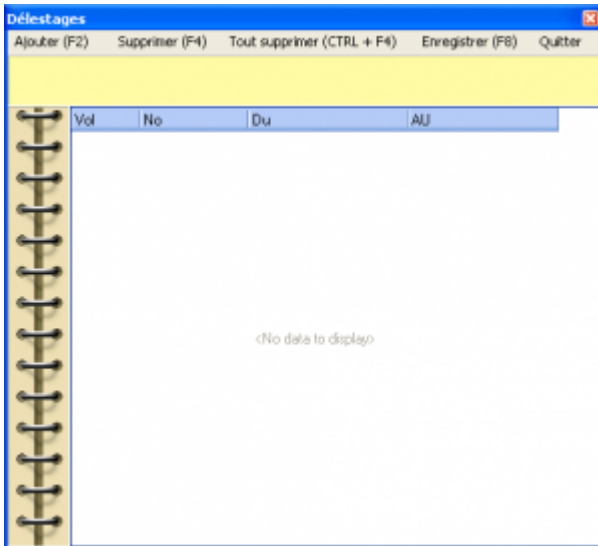 Délestages
Ajouter (F2) Supprimer (F4) Tout supprimer (CTRL + F4) Enregistrer (F8) Quitter
Vol No Du AU
<No data to display>